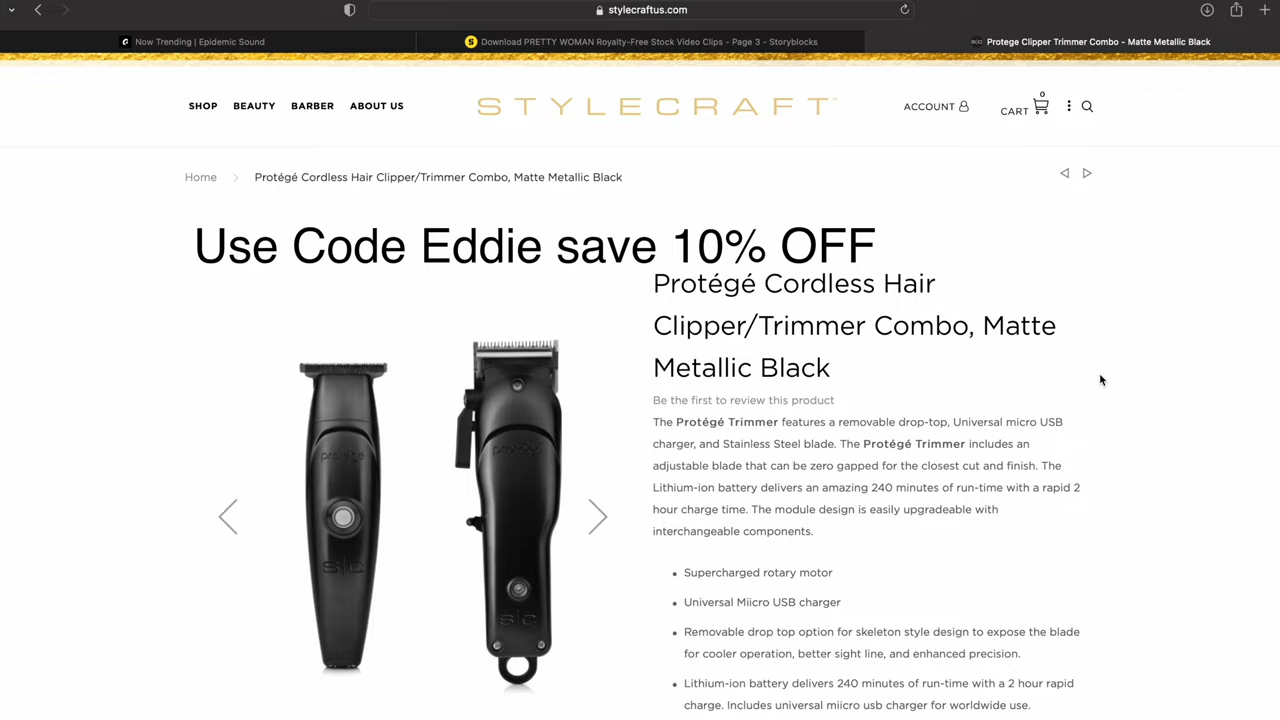 stylecraftus.com
Now Trending | Epidemic Sound
Download PRETTY WOMAN Royalty-Free Stock Video Clips - Page 3 - Storyblocks
Protege Clipper Trimmer Combo - Matte Metallic Black
SHOP BEAUTY BARBER ABOUT US
STYLECRAFT
ACCOUNT
CART 0
Home
Protégé Cordless Hair Clipper/Trimmer Combo, Matte Metallic Black
Use Code Eddie save 10% OFF
Protégé Cordless Hair
Clipper/Trimmer Combo, Matte
Metallic Black
Be the first to review this product
The Protégé Trimmer features a removable drop-top, Universal micro USB
charger, and Stainless Steel blade. The Protégé Trimmer includes an
adjustable blade that can be zero gapped for the closest cut and finish. The
Lithium-ion battery delivers an amazing 240 minutes of run-time with a rapid 2
hour charge time. The module design is easily upgradeable with
interchangeable components.
Supercharged rotary motor
Universal Miicro USB charger
Removable drop top option for skeleton style design to expose the blade
for cooler operation, better sight line, and enhanced precision.
Lithium-ion battery delivers 240 minutes of run-time with a 2 hour rapid
charge. Includes universal miicro usb charger for worldwide use.
protégé
S|C
protégé
S|C